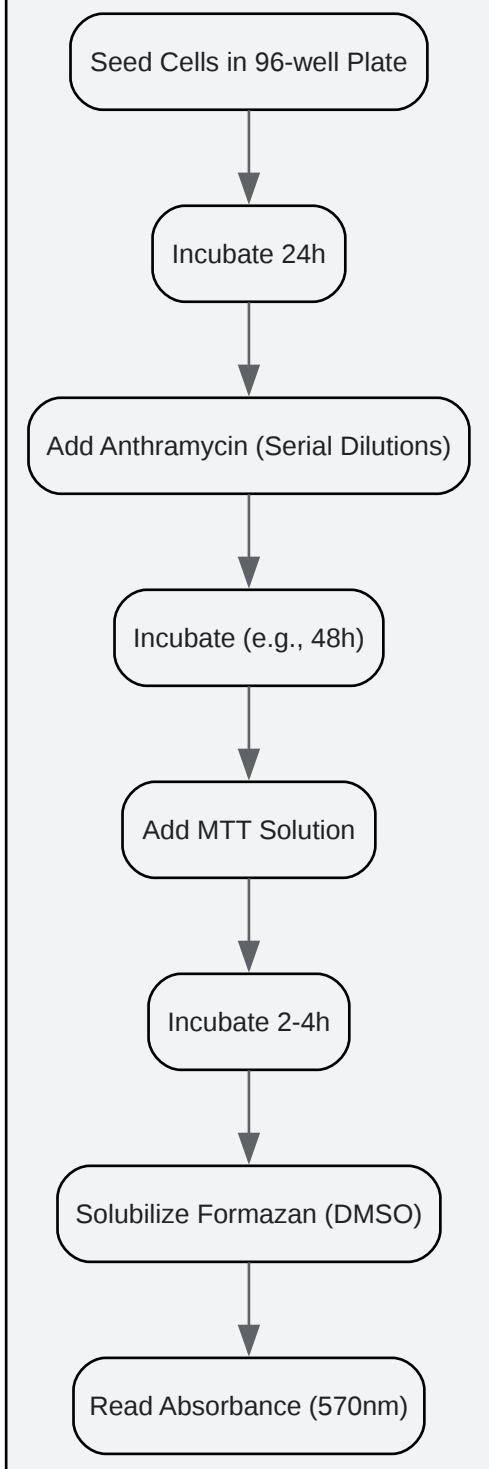 Seed Cells in 96-well Plate
Incubate 24h
Add Anthramycin (Serial Dilutions)
Incubate (e.g., 48h)
Add MTT Solution
Incubate 2-4h
Solubilize Formazan (DMSO)
Read Absorbance (570nm)